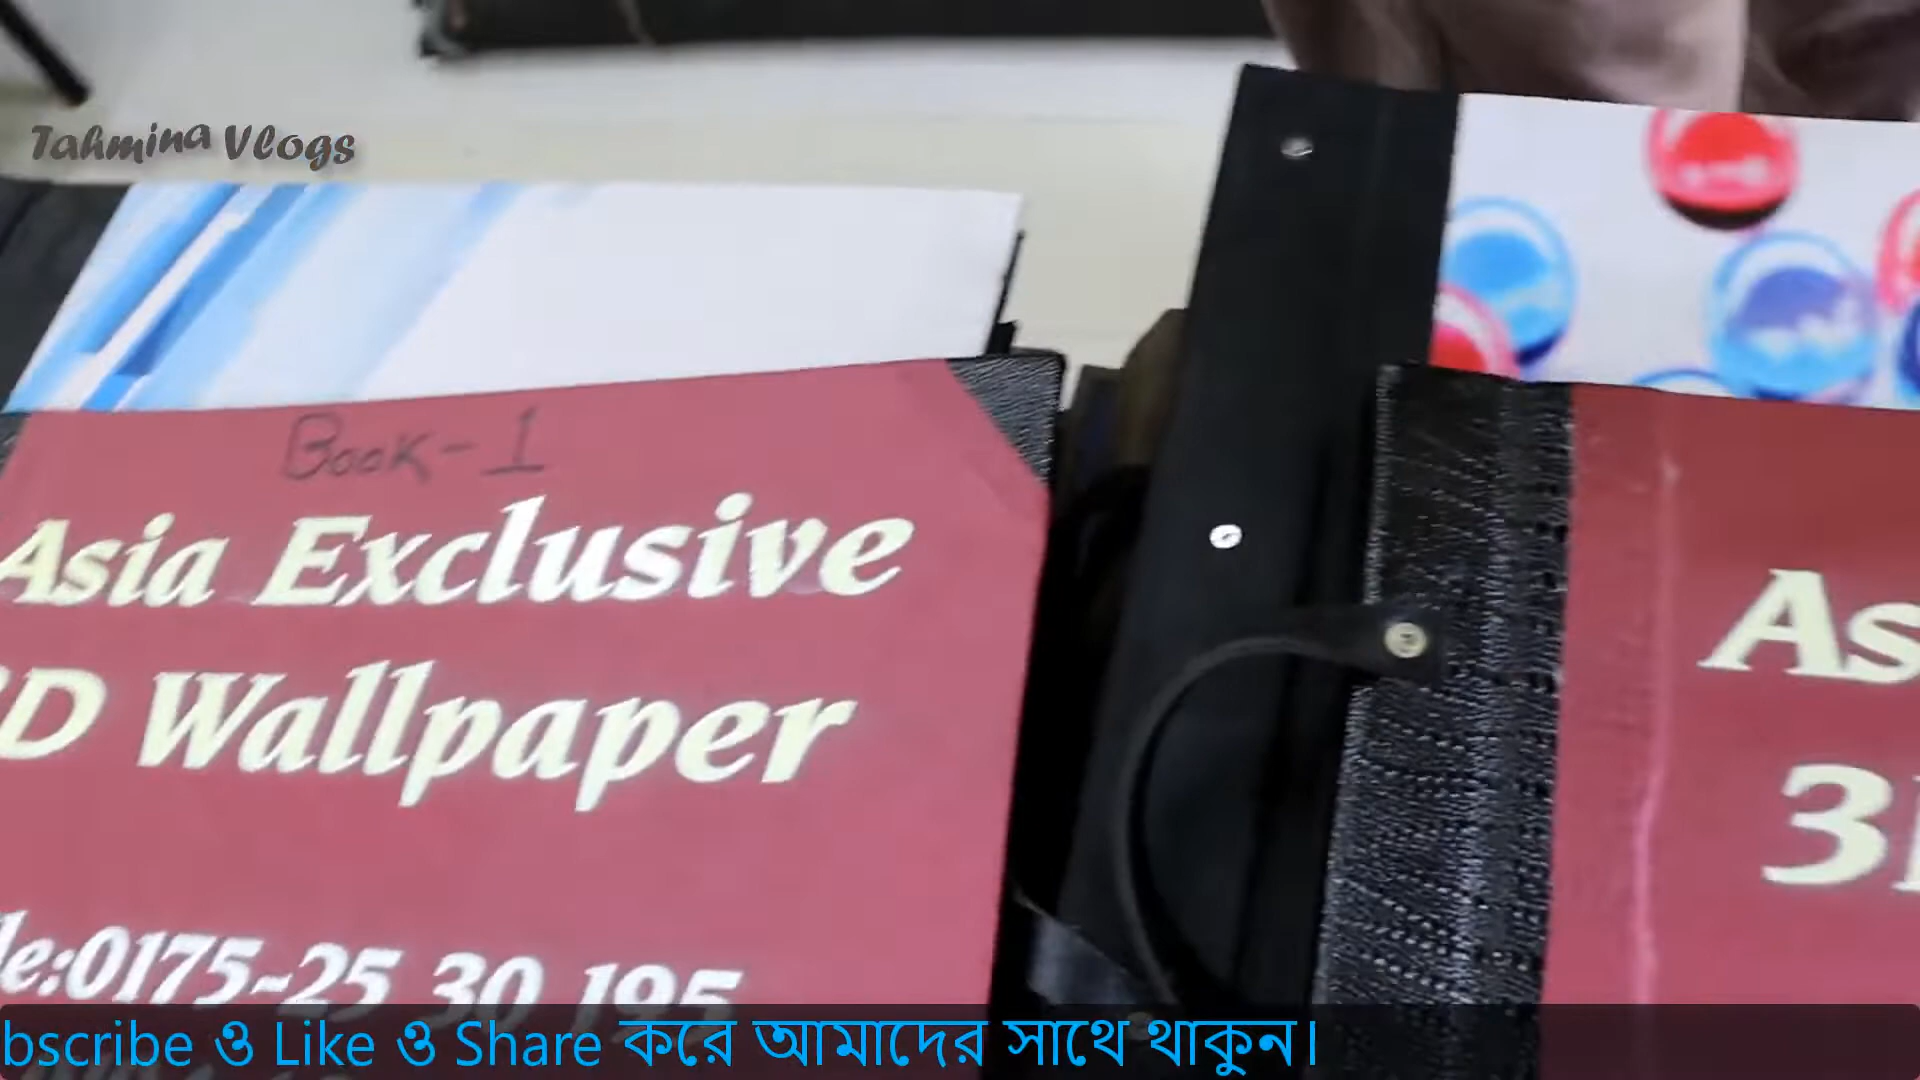 Tahmina Vlogs
Book-1
Asia Exclusive
3D Wallpaper
le:0175-25 30 195
As
3
bscribe ও Like ও Share করে আমাদের সাথে থাকুন।